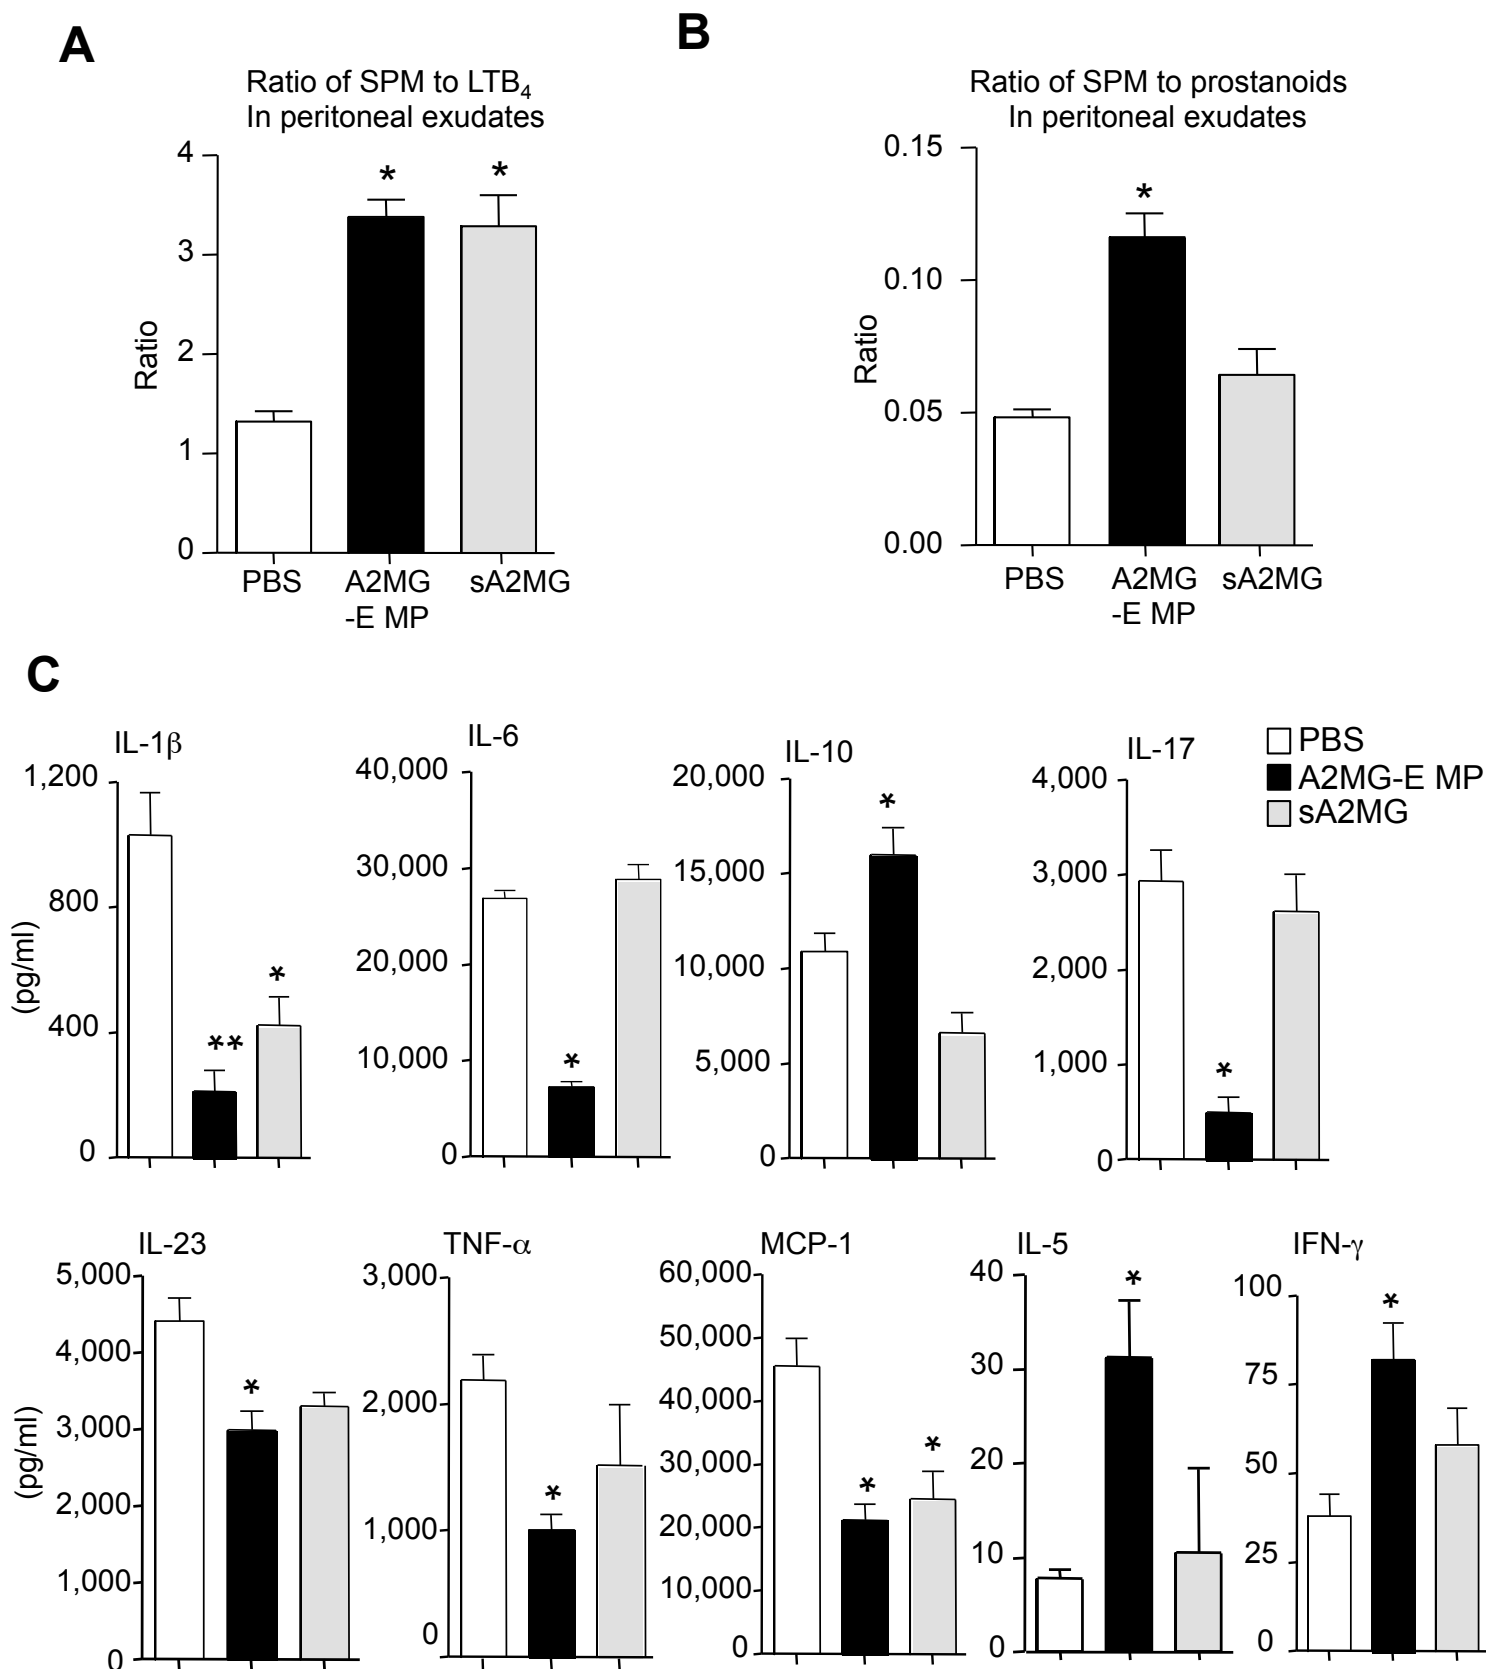 A
B
Ratio of SPM to LTB₄
In peritoneal exudates
Ratio of SPM to prostanoids
In peritoneal exudates
4
3
2
1
0
Ratio
*
*
PBS
A2MG
-E MP
sA2MG
0.15
0.10
0.05
0.00
Ratio
*
PBS
A2MG
-E MP
sA2MG
C
PBS
A2MG-E MP
sA2MG
IL-1β
1,200
800
400
0
(pg/ml)
**
*
IL-6
40,000
30,000
20,000
10,000
0
*
IL-10
20,000
15,000
10,000
5,000
0
*
IL-17
4,000
3,000
2,000
1,000
0
*
IL-23
5,000
4,000
3,000
2,000
1,000
0
(pg/ml)
*
TNF-α
3,000
2,000
1,000
0
*
MCP-1
60,000
50,000
40,000
30,000
20,000
10,000
0
*
*
IL-5
40
30
20
10
0
*
IFN-γ
100
75
50
25
0
*